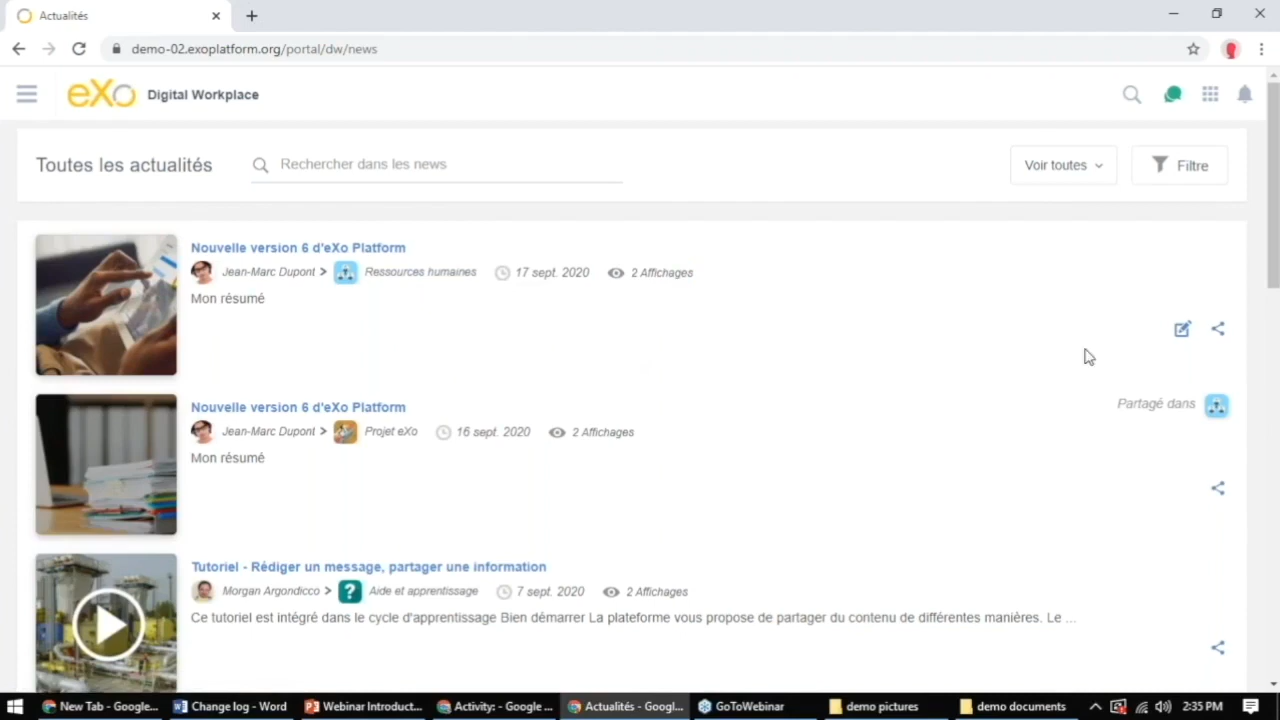 Actualités
demo-02.exoplatform.org/portal/dw/news
eXo Digital Workplace
Toutes les actualités
Rechercher dans les news
Voir toutes
Filtre
Nouvelle version 6 d'eXo Platform
Jean-Marc Dupont > Ressources humaines 17 sept. 2020 2 Affichages
Mon résumé
Nouvelle version 6 d'eXo Platform
Partagé dans
Jean-Marc Dupont > Projet eXo 16 sept. 2020 2 Affichages
Mon résumé
Tutoriel - Rédiger un message, partager une information
Morgan Argondicco > ? Aide et apprentissage 7 sept. 2020 2 Affichages
Ce tutoriel est intégré dans le cycle d'apprentissage Bien démarrer La plateforme vous propose de partager du contenu de différentes manières. Le ...
New Tab - Google... Change log - Word Webinar Introduct... Activity: - Google ... Actualités - Googl... GoToWebinar demo pictures demo documents 2:35 PM